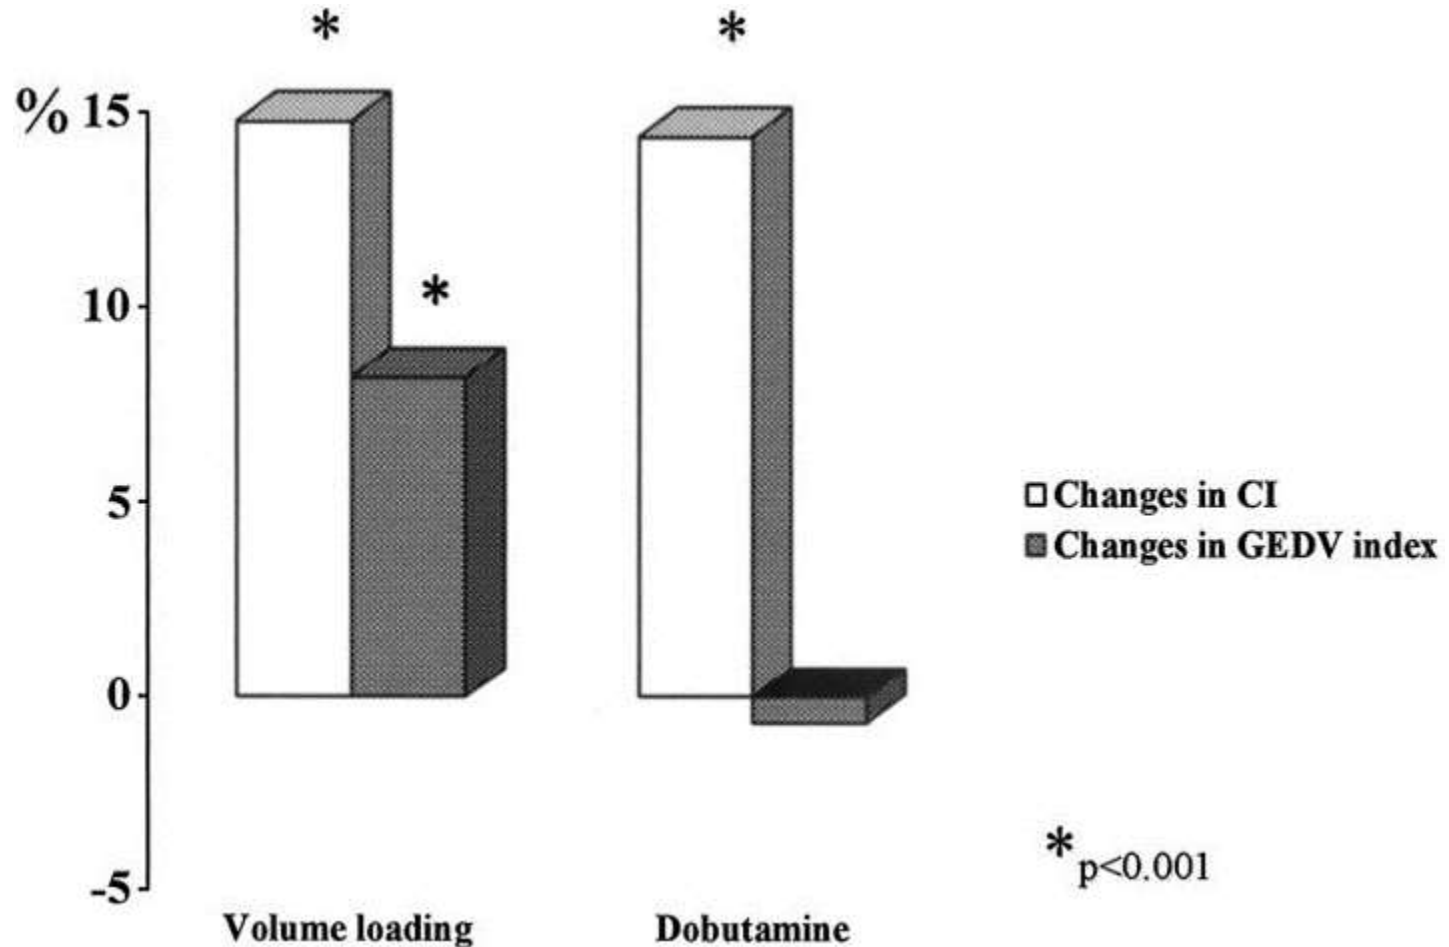 * *
% 15
*
10
5
□ Changes in CI
■ Changes in GEDV index
0
* p<0.001
-5
Volume loading Dobutamine